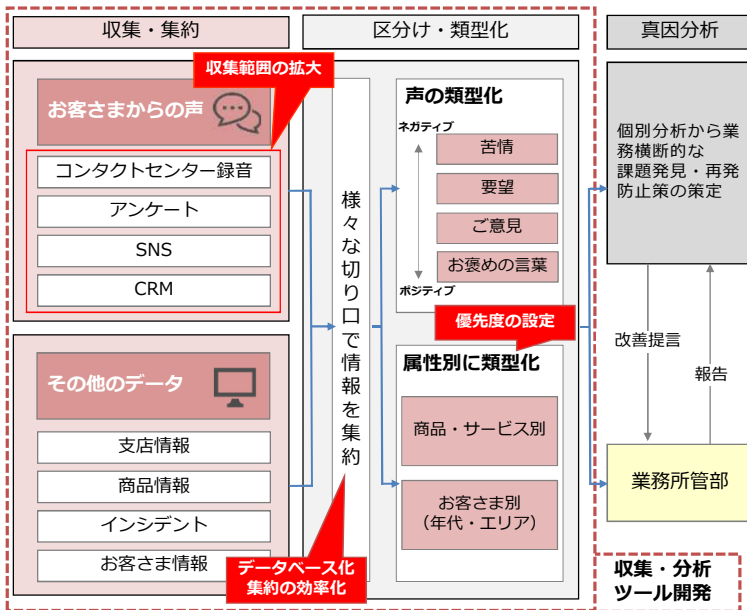 収集・集約
区分け・類型化
真因分析
収集範囲の拡大
お客さまからの声
コンタクトセンター録音
アンケート
SNS
CRM
その他のデータ
支店情報
商品情報
インシデント
お客さま情報
様々な切り口で情報を集約
データベース化
集約の効率化
声の類型化
ネガティブ
苦情
要望
ご意見
お褒めの言葉
ポジティブ
優先度の設定
属性別に類型化
商品・サービス別
お客さま別
(年代・エリア)
個別分析から業
務横断的な
課題発見・再発
防止策の策定
改善提言
報告
業務所管部
収集・分析
ツール開発